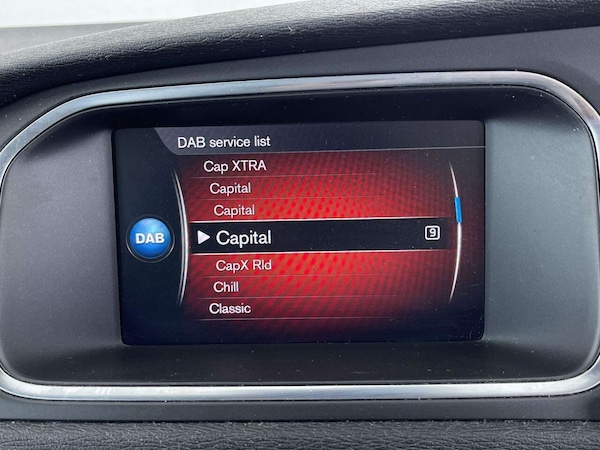 DAB service list
Cap XTRA
Capital
Capital
DAB
Capital 9
CapX Rld
Chill
Classic